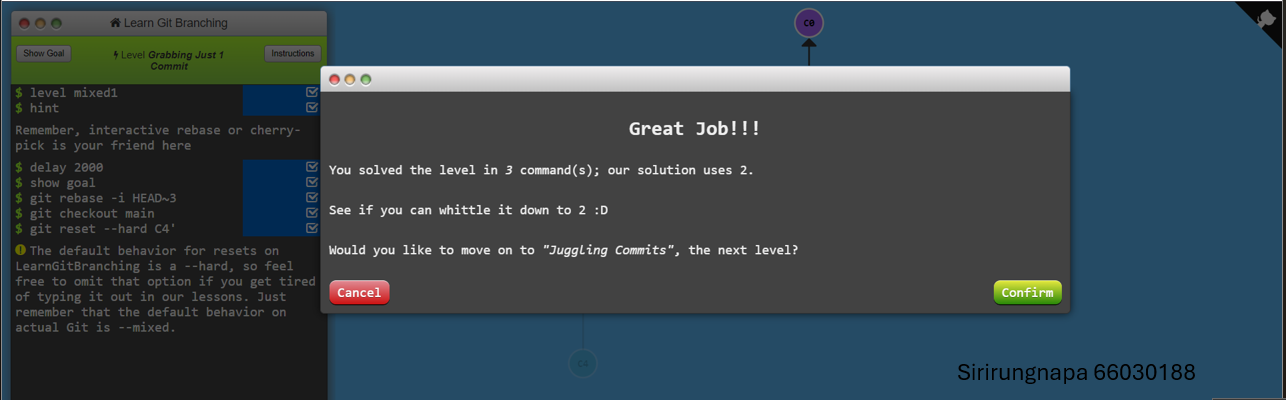 Learn Git Branching
Show Goal
Level Grabbing Just 1
Commit
Instructions
$ level mixed1
$ hint
Remember, interactive rebase or cherry-
pick is your friend here
$ delay 2000
$ show goal
$ git rebase -i HEAD~3
$ git checkout main
$ git reset --hard C4'
The default behavior for resets on
LearnGitBranching is a --hard, so feel
free to omit that option if you get tired
of typing it out in our lessons. Just
remember that the default behavior on
actual Git is --mixed.
c0
Great Job!!!
You solved the level in 3 command(s); our solution uses 2.
See if you can whittle it down to 2 :D
Would you like to move on to "Juggling Commits", the next level?
Cancel
Confirm
c4
Sirirungnapa 66030188